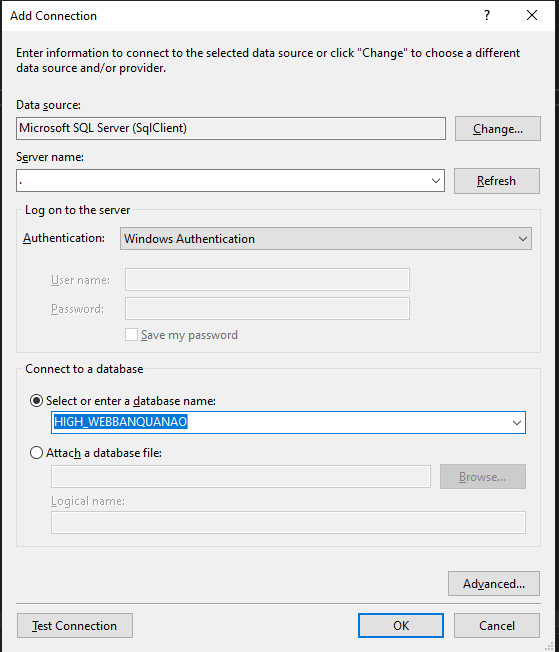 Add Connection
Enter information to connect to the selected data source or click "Change" to choose a different
data source and/or provider.
Data source:
Microsoft SQL Server (SqlClient)
Change...
Server name:
.
Refresh
Log on to the server
Authentication:
Windows Authentication
User name:
Password:
Save my password
Connect to a database
Select or enter a database name:
HIGH_WEBBANQUANAO
Attach a database file:
Browse...
Logical name:
Advanced...
Test Connection
OK
Cancel